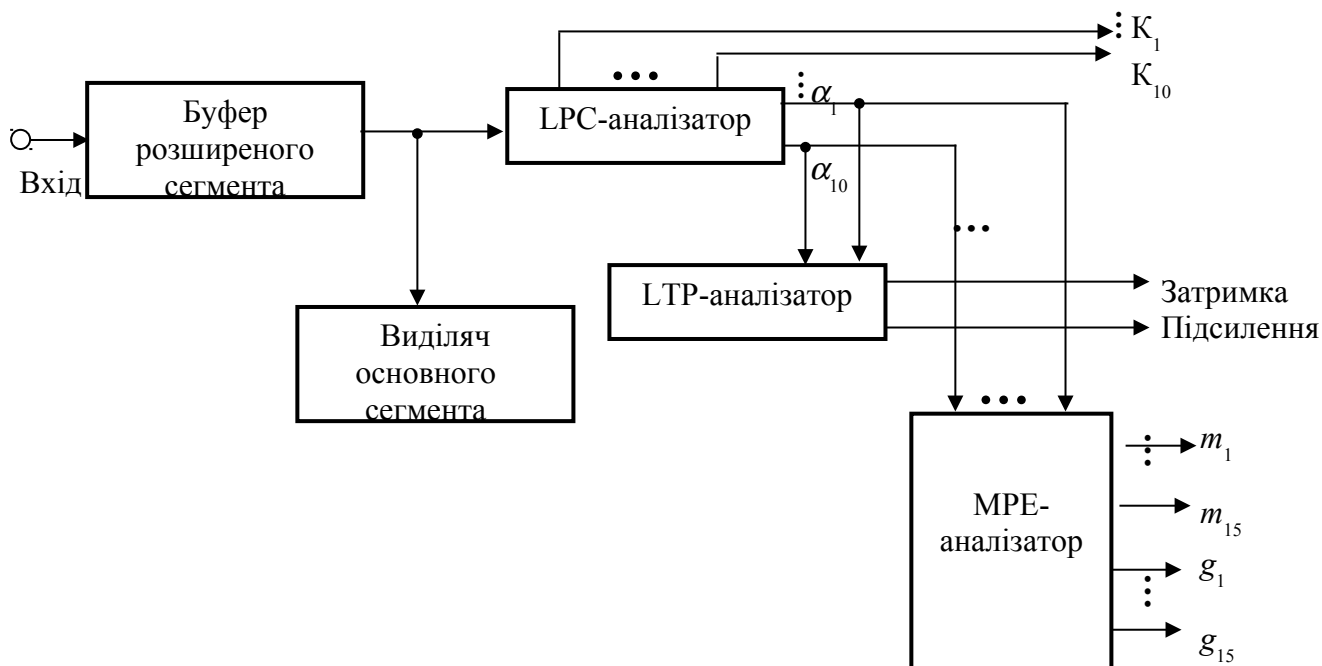 К₁
К₁₀
Буфер
розширеного
сегмента
LPC-аналізатор
α₁
α₁₀
Вхід
LTP-аналізатор
Затримка
Підсилення
Виділяч
основного
сегмента
MPE-
аналізатор
m₁
m₁₅
g₁
g₁₅